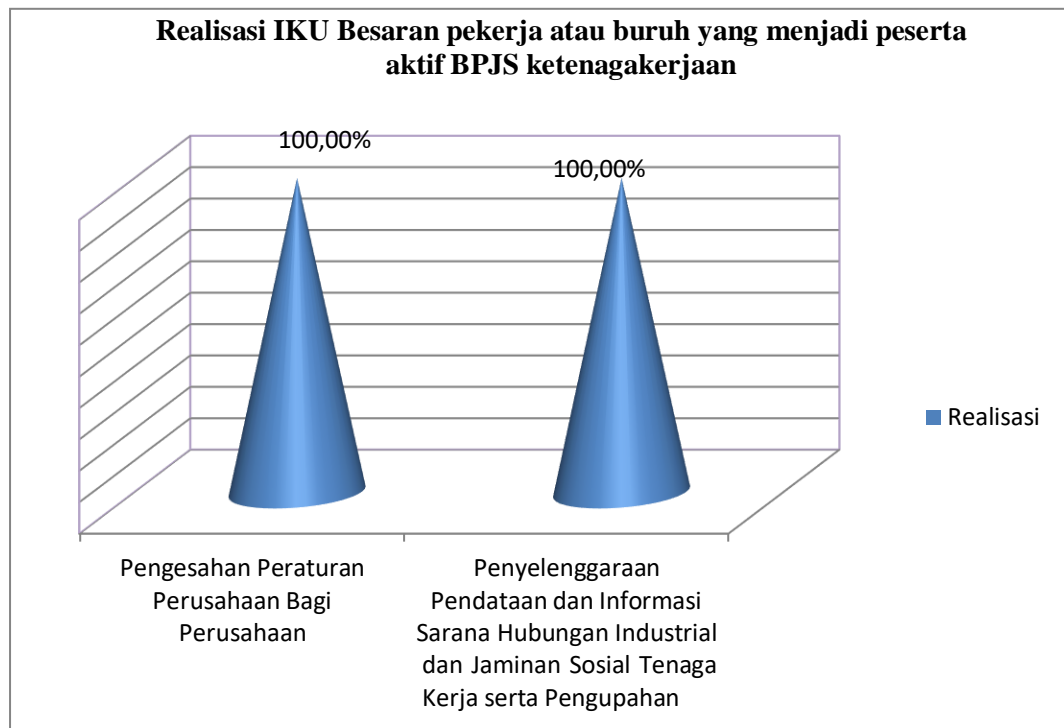 Realisasi IKU Besaran pekerja atau buruh yang menjadi peserta
aktif BPJS ketenagakerjaan
100,00%
100,00%
Realisasi
Pengesahan Peraturan
Perusahaan Bagi
Perusahaan
Penyelenggaraan
Pendataan dan Informasi
Sarana Hubungan Industrial
dan Jaminan Sosial Tenaga
Kerja serta Pengupahan